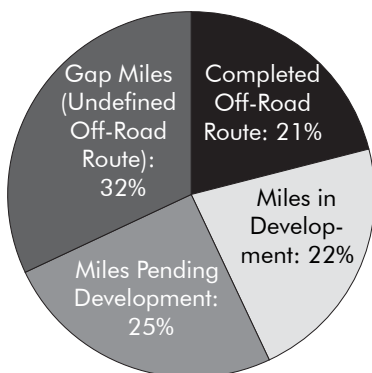 Gap Miles
(Undefined
Off-Road
Route):
32%
Completed
Off-Road
Route: 21%
Miles in
Develop-
ment: 22%
Miles Pending
Development:
25%